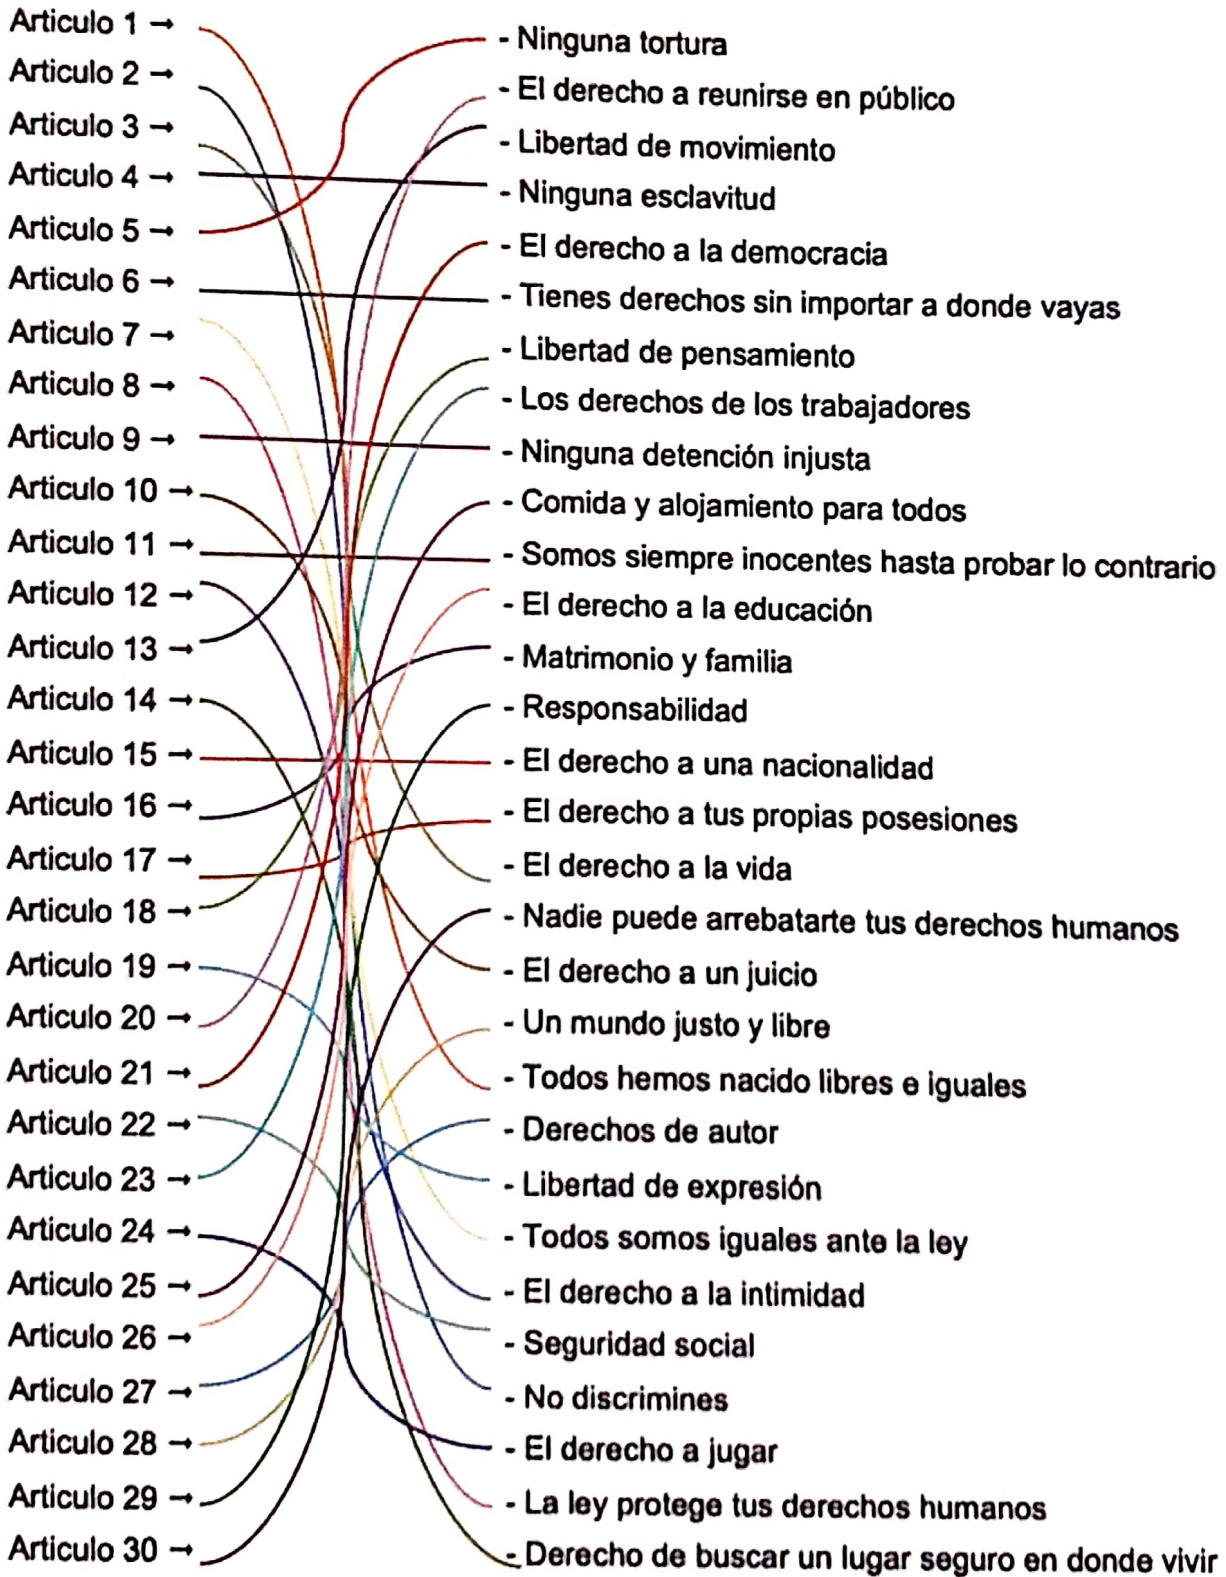 Articulo 1 →
Articulo 2 →
Articulo 3 →
Articulo 4 →
Articulo 5 →
Articulo 6 →
Articulo 7 →
Articulo 8 →
Articulo 9 →
Articulo 10 →
Articulo 11 →
Articulo 12 →
Articulo 13 →
Articulo 14 →
Articulo 15 →
Articulo 16 →
Articulo 17 →
Articulo 18 →
Articulo 19 →
Articulo 20 →
Articulo 21 →
Articulo 22 →
Articulo 23 →
Articulo 24 →
Articulo 25 →
Articulo 26 →
Articulo 27 →
Articulo 28 →
Articulo 29 →
Articulo 30 →
- Ninguna tortura
- El derecho a reunirse en público
- Libertad de movimiento
- Ninguna esclavitud
- El derecho a la democracia
- Tienes derechos sin importar a donde vayas
- Libertad de pensamiento
- Los derechos de los trabajadores
- Ninguna detención injusta
- Comida y alojamiento para todos
- Somos siempre inocentes hasta probar lo contrario
- El derecho a la educación
- Matrimonio y familia
- Responsabilidad
- El derecho a una nacionalidad
- El derecho a tus propias posesiones
- El derecho a la vida
- Nadie puede arrebatarte tus derechos humanos
- El derecho a un juicio
- Un mundo justo y libre
- Todos hemos nacido libres e iguales
- Derechos de autor
- Libertad de expresión
- Todos somos iguales ante la ley
- El derecho a la intimidad
- Seguridad social
- No discrimines
- El derecho a jugar
- La ley protege tus derechos humanos
- Derecho de buscar un lugar seguro en donde vivir